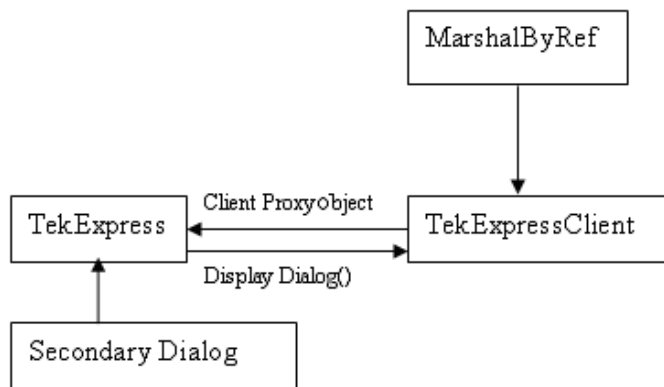 MarshalByRef
Client Proxyobject
TekExpress
TekExpressClient
Display Dialog()
Secondary Dialog